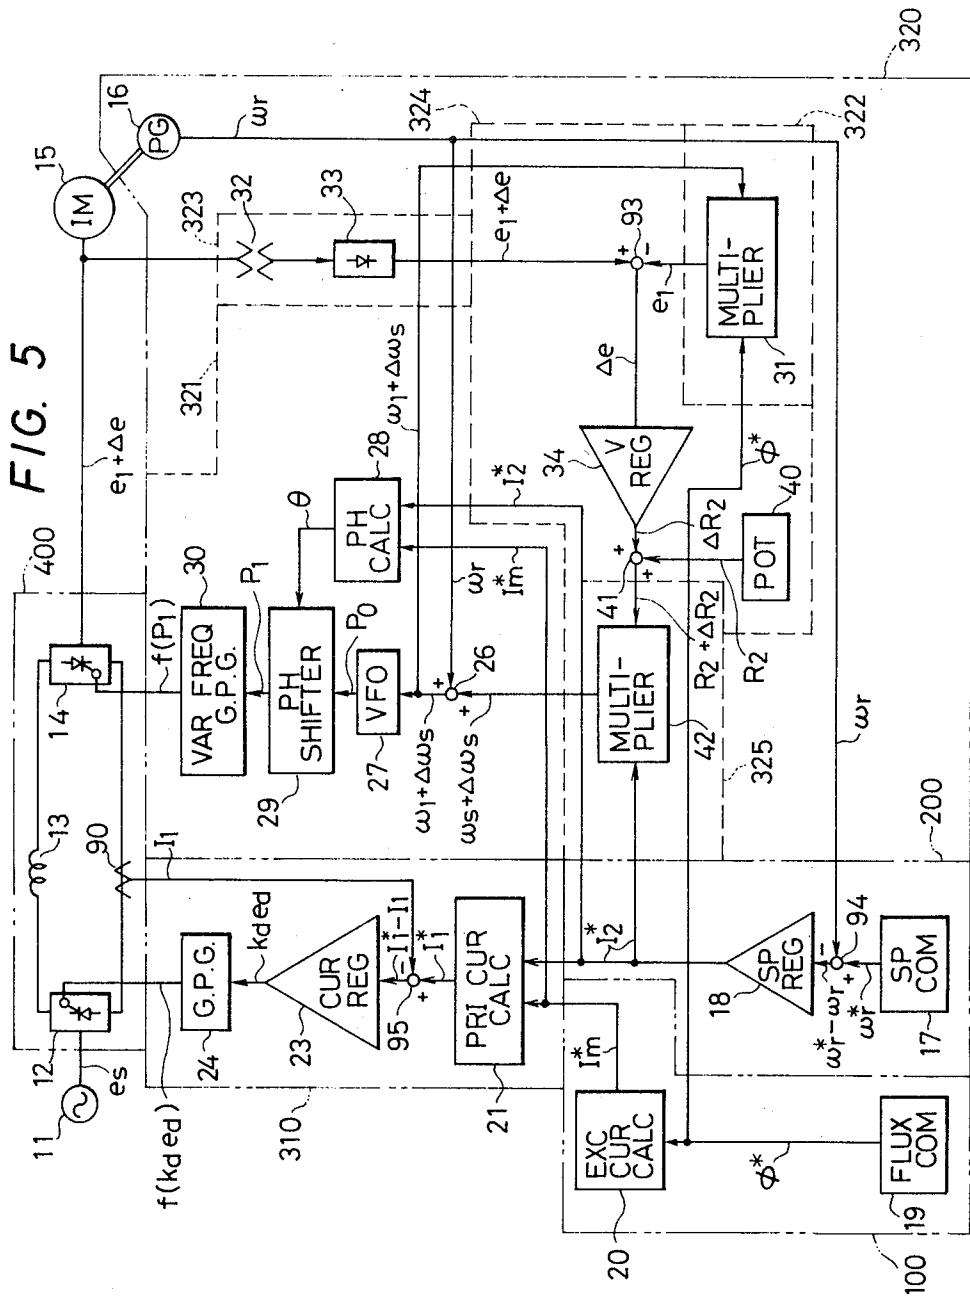 FIG. 5
400
13
90
I1
12
11
es
f(kded)
14
f(P1)
e1+Δe
15
IM
16
PG
ωr
320
323
32
33
321
e1+Δe
324
322
310
24
G.P.G.
kded
23
CUR
REG
I1*-I1
95
+
-
I1*
21
PRI CUR
CALC
30
VAR FREQ
G.P.G.
P1
29
PH
SHIFTER
P0
27
VFO
θ
28
PH
CALC
ω1+Δωs
ω1+Δωs
26
+
+
ωs+Δωs
ωr
Im*
I2*
34
V
REG
Δe
93
+
-
e1
MULTI-
PLIER
31
Φ*
ΔR2
41
+
+
R2+ΔR2
R2
40
POT
MULTI-
PLIER
42
325
200
ωr
I2*
18
SP
REG
ωr*-ωr
94
-
+
ωr*
17
SP
COM
Im*
20
EXC
CUR
CALC
Φ*
19
FLUX
COM
100